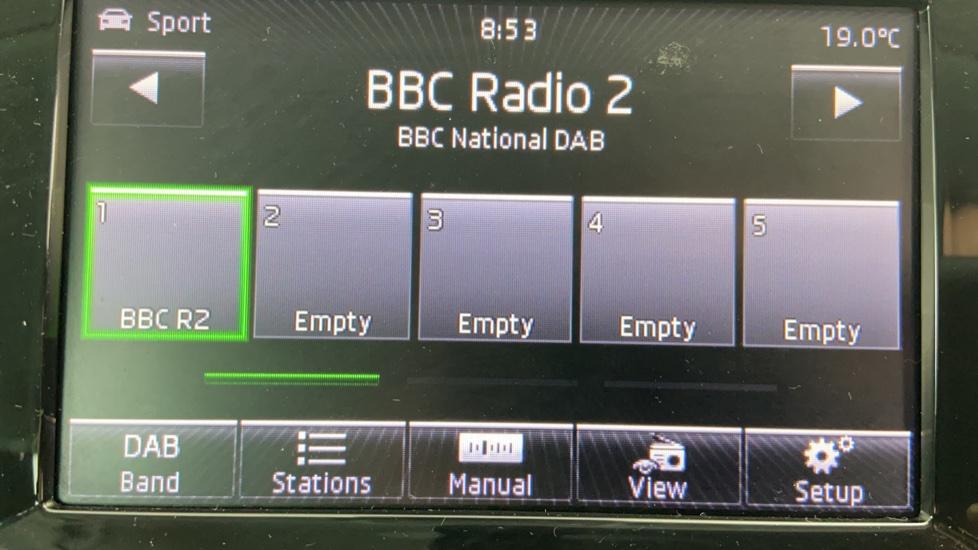 Sport 8:53 19.0°C
BBC Radio 2
BBC National DAB
1 2 3 4 5
BBC R2 Empty Empty Empty Empty
DAB
Band Stations Manual View Setup